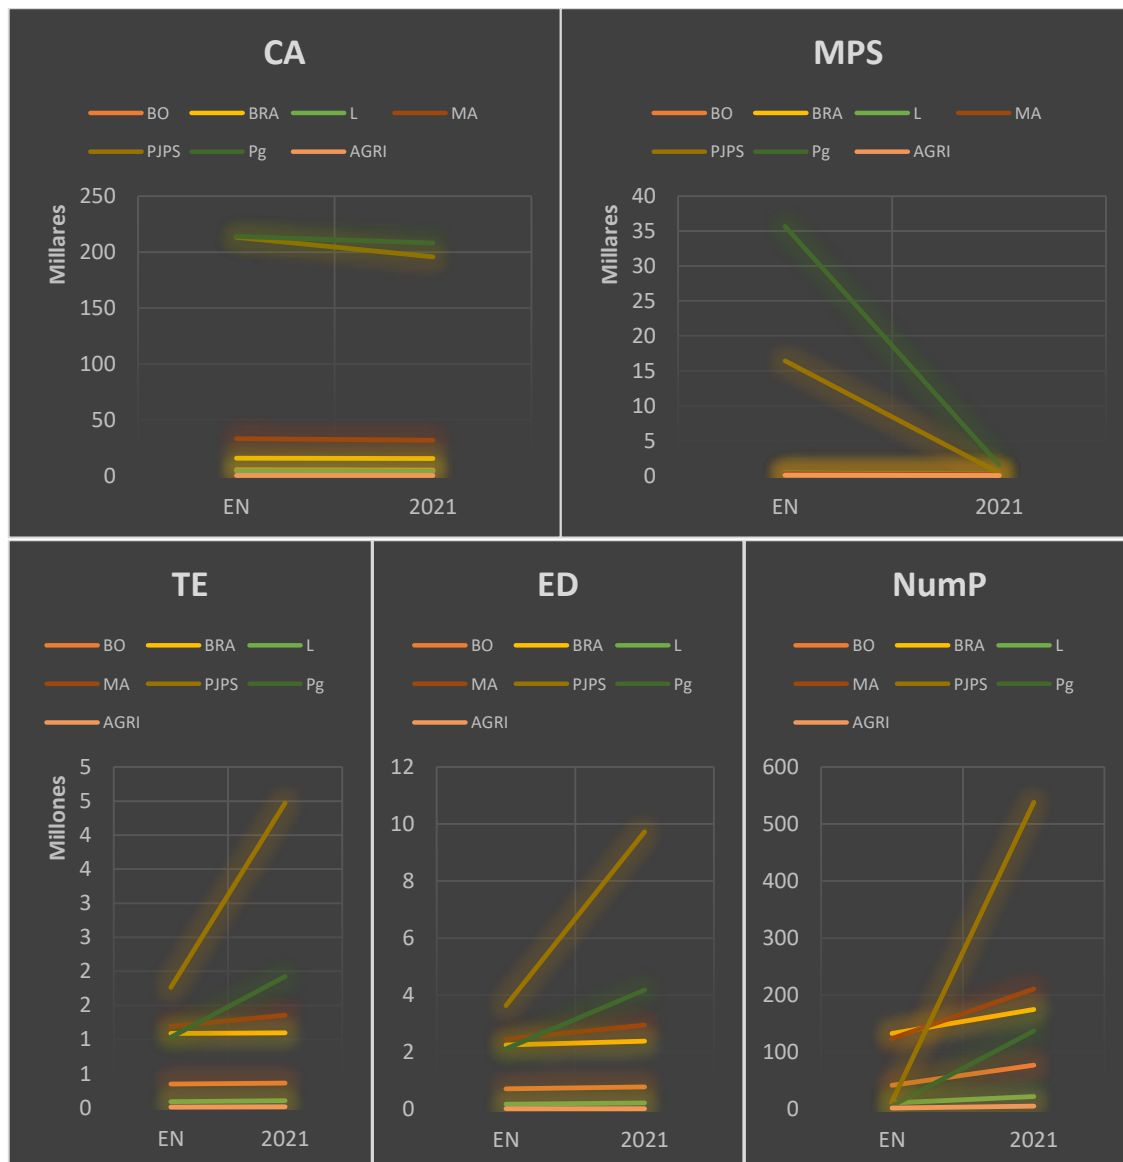 CA
BO BRA L MA
PJPS Pg AGRI
Millares
250
200
150
100
50
0
EN 2021
MPS
BO BRA L MA
PJPS Pg AGRI
Millares
40
35
30
25
20
15
10
5
0
EN 2021
TE
BO BRA L
MA PJPS Pg
AGRI
Millones
5
5
4
4
3
3
2
2
1
1
0
EN 2021
ED
BO BRA L
MA PJPS Pg
AGRI
12
10
8
6
4
2
0
EN 2021
NumP
BO BRA L
MA PJPS Pg
AGRI
600
500
400
300
200
100
0
EN 2021